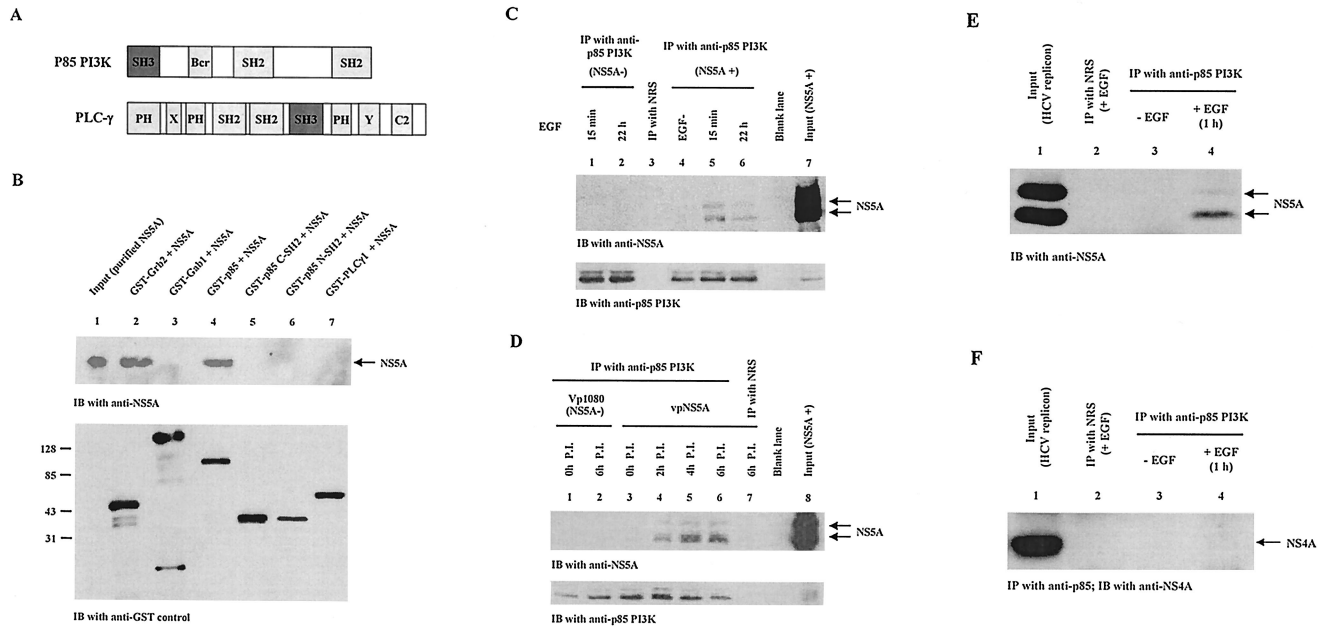 A
P85 PI3K
SH3
Bcr
SH2
SH2
PLC-γ
PH
X
PH
SH2
SH2
SH3
PH
Y
C2
B
Input (purified NS5A)
GST-Grb2 + NS5A
GST-Gab1 + NS5A
GST-p85 + NS5A
GST-p85 C-SH2 + NS5A
GST-p85 N-SH2 + NS5A
GST-PLCγ1 + NS5A
1 2 3 4 5 6 7
NS5A
IB with anti-NS5A
128
85
43
31
IB with anti-GST control
C
IP with anti-
p85 PI3K
(NS5A-)
IP with NRS
IP with anti-p85 PI3K
(NS5A +)
Blank lane
Input (NS5A +)
EGF
15 min
22 h
EGF-
15 min
22 h
1 2 3 4 5 6 7
NS5A
IB with anti-NS5A
IB with anti-p85 PI3K
D
IP with anti-p85 PI3K
Vp1080
(NS5A-)
vpNS5A
IP with NRS
Blank lane
Input (NS5A +)
0h P.I.
6h P.I.
0h P.I.
2h P.I.
4h P.I.
6h P.I.
6h P.I.
1 2 3 4 5 6 7 8
NS5A
IB with anti-NS5A
IB with anti-p85 PI3K
E
Input
(HCV replicon)
IP with NRS
(+ EGF)
IP with anti-p85 PI3K
- EGF
+ EGF
(1 h)
1 2 3 4
NS5A
IB with anti-NS5A
F
Input
(HCV replicon)
IP with NRS
(+ EGF)
IP with anti-p85 PI3K
- EGF
+ EGF
(1 h)
1 2 3 4
NS4A
IP with anti-p85; IB with anti-NS4A